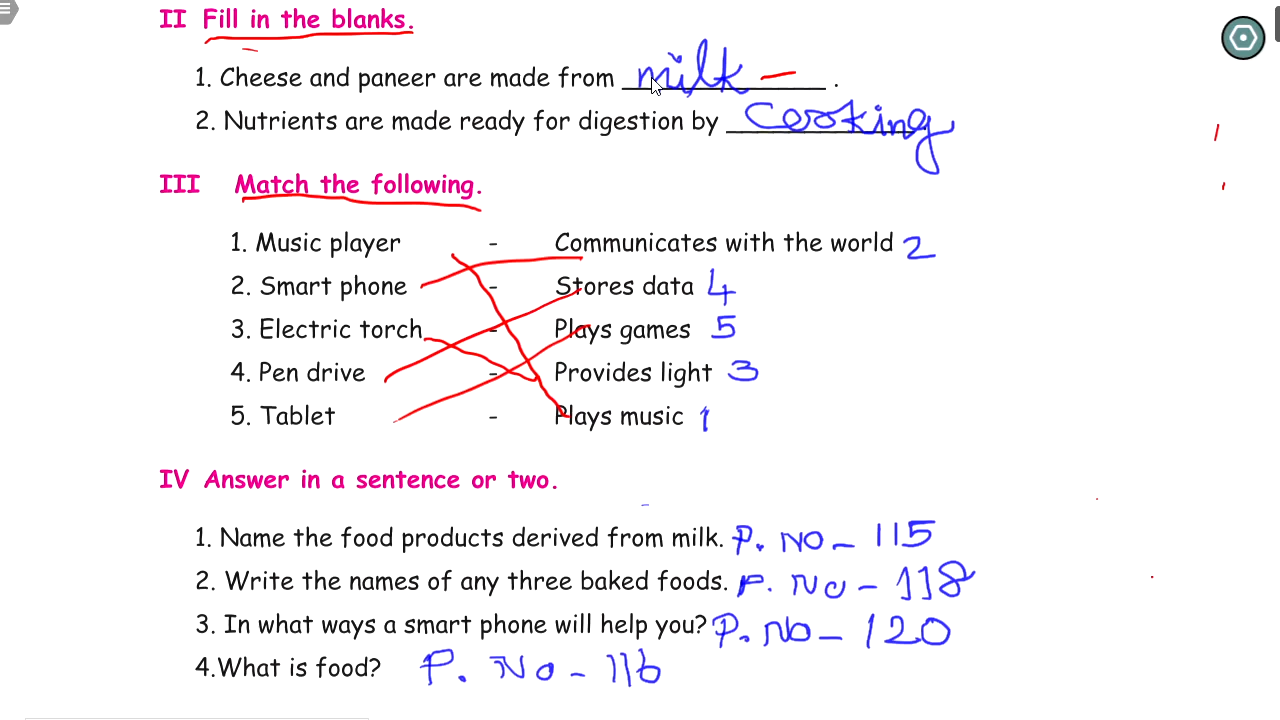 II Fill in the blanks.
1. Cheese and paneer are made from milk .
2. Nutrients are made ready for digestion by cooking
III Match the following.
1. Music player - Communicates with the world 2
2. Smart phone - Stores data 4
3. Electric torch - Plays games 5
4. Pen drive - Provides light 3
5. Tablet - Plays music 1
IV Answer in a sentence or two.
1. Name the food products derived from milk. P. NO - 115
2. Write the names of any three baked foods. P. No - 118
3. In what ways a smart phone will help you? P. No - 120
4.What is food? P. No - 116